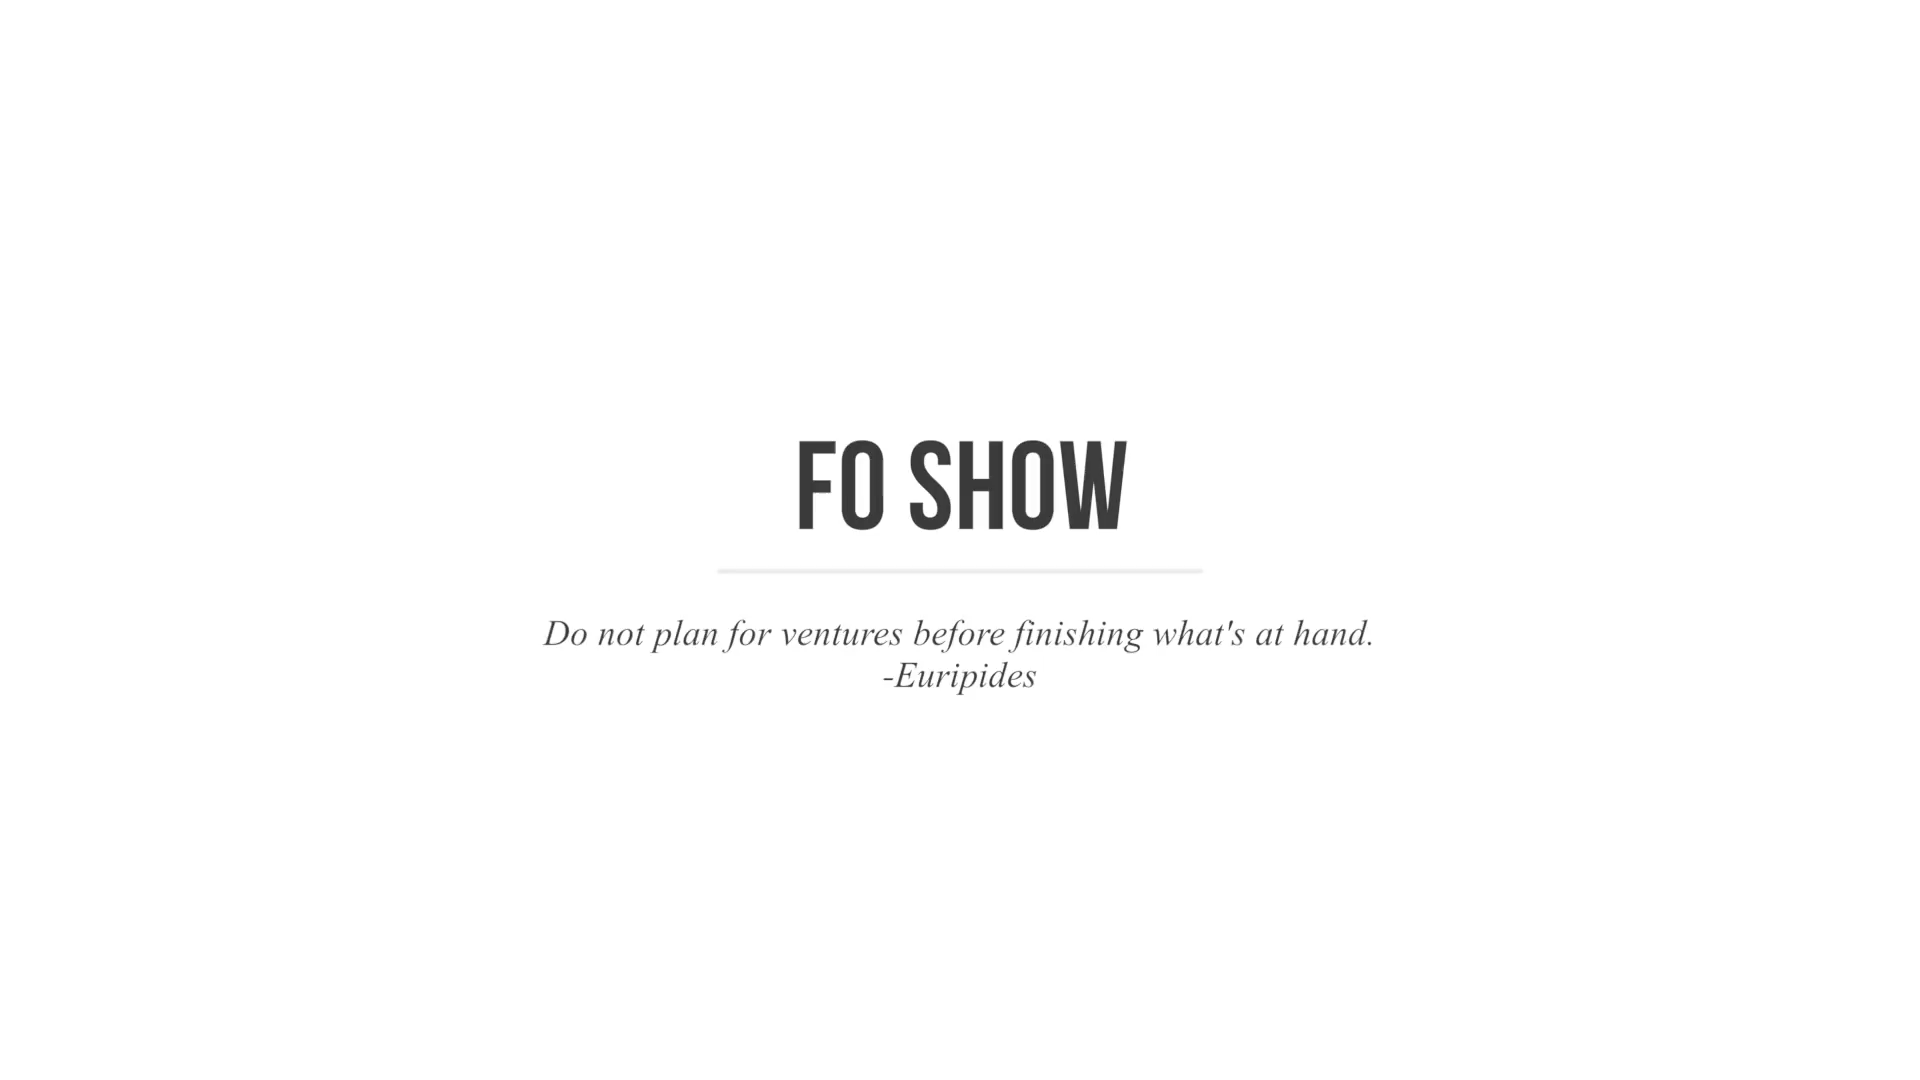 FO SHOW
Do not plan for ventures before finishing what's at hand.
-Euripides